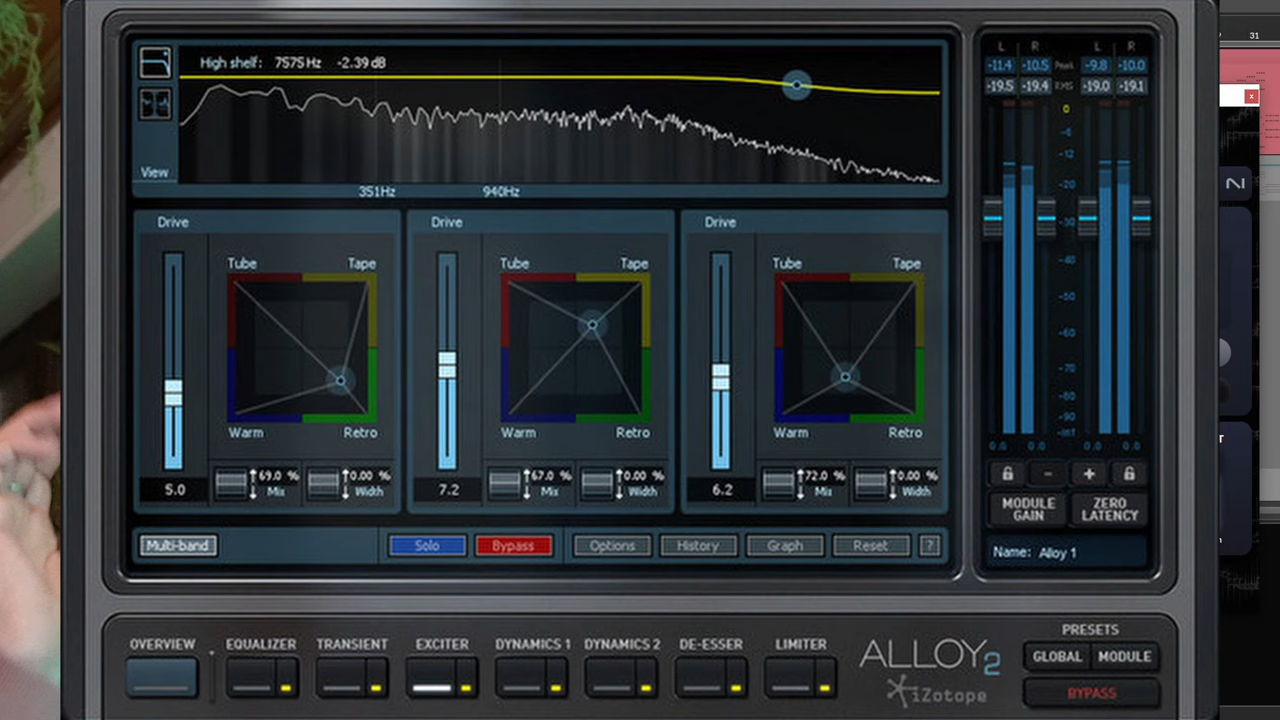 High shelf: 7575 Hz -2.39 dB
View
351Hz 940Hz
Drive Drive Drive
Tube Tape Tube Tape Tube Tape
Warm Retro Warm Retro Warm Retro
5.0 69.0 % Mix 0.00 % Width
7.2 67.0 % Mix 0.00 % Width
6.2 72.0 % Mix 0.00 % Width
Multi-band Solo Bypass Options History Graph Reset ?
L R L R
-11.4 -10.5 Peak -9.8 -10.0
-19.5 -19.4 RMS -19.0 -19.1
0
-6
-12
-20
-30
-40
-50
-60
-70
-80
-90
-inf
0.0 0.0 0.0 0.0
- +
MODULE GAIN ZERO LATENCY
Name: Alloy 1
OVERVIEW EQUALIZER TRANSIENT EXCITER DYNAMICS 1 DYNAMICS 2 DE-ESSER LIMITER
ALLOY 2
iZotope
PRESETS
GLOBAL MODULE
BYPASS
31
x